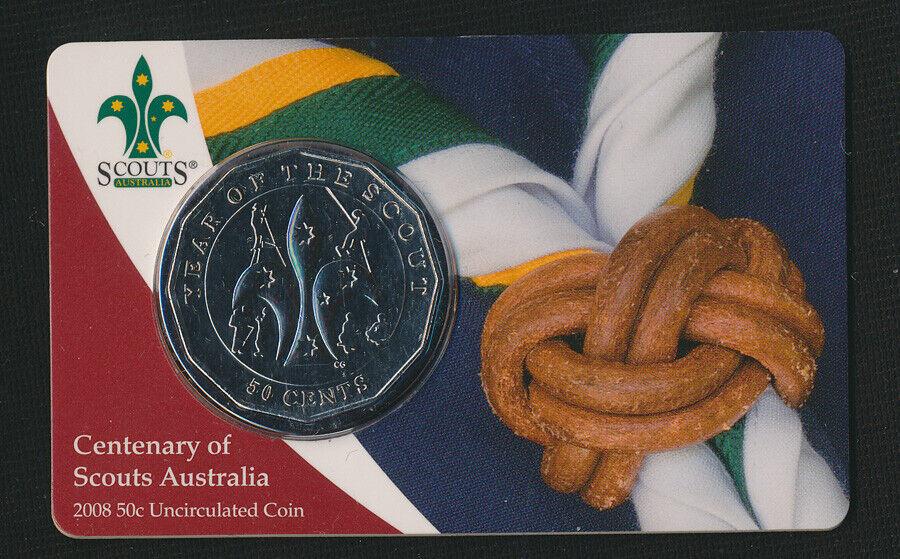 SCOUTS®
AUSTRALIA
YEAR OF THE SCOUT
CG
50 CENTS
Centenary of
Scouts Australia
2008 50c Uncirculated Coin